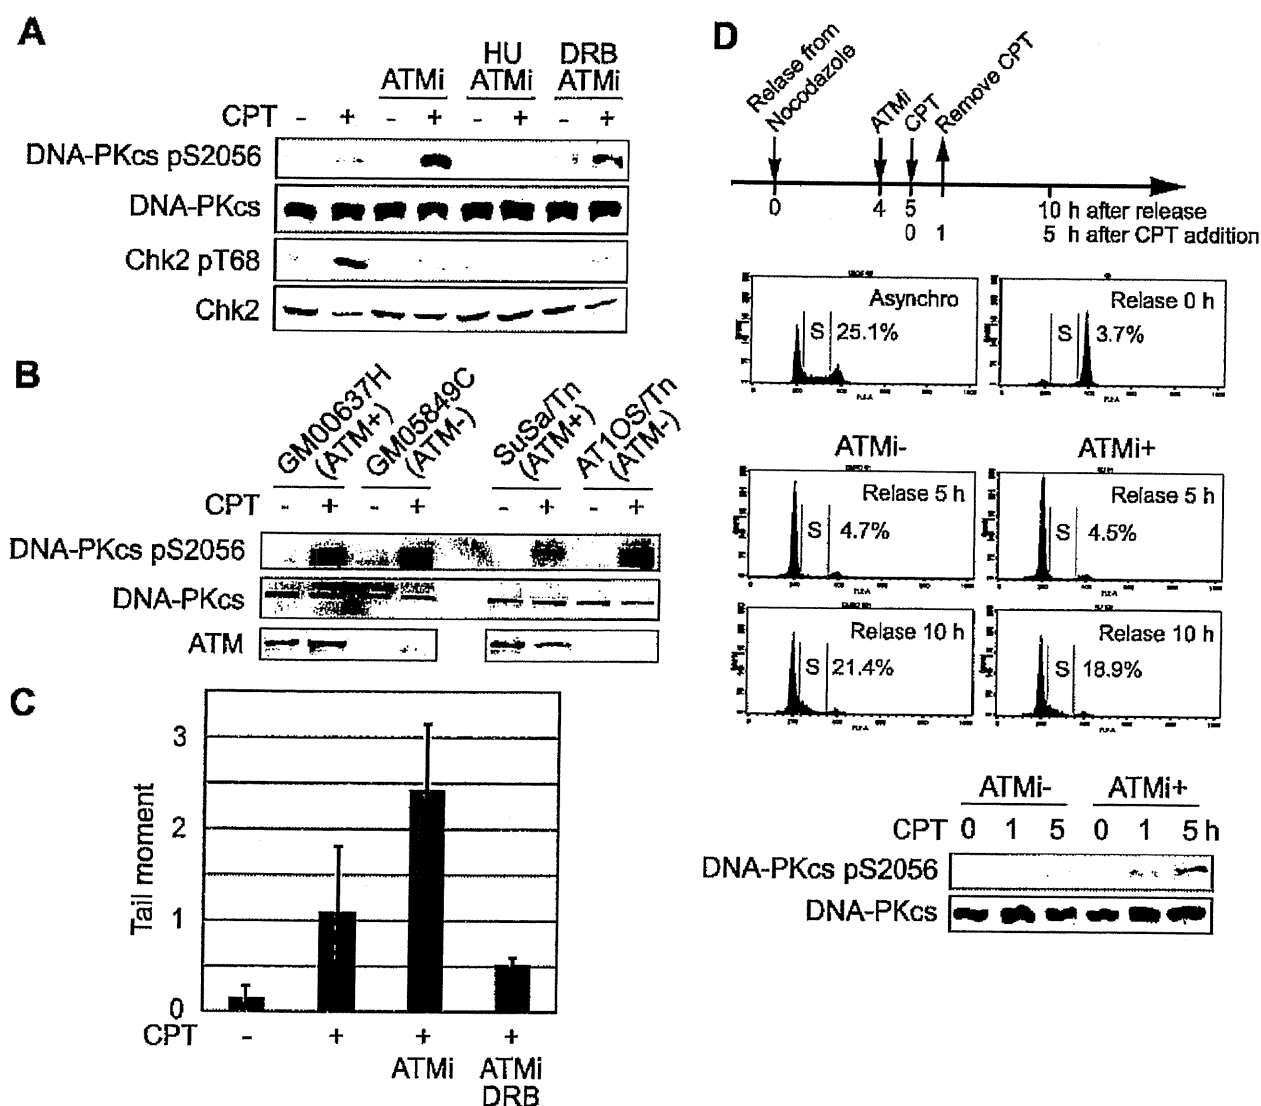 A
HU DRB
ATMi ATMi ATMi
CPT - + - + - + - +
DNA-PKcs pS2056
DNA-PKcs
Chk2 pT68
Chk2
B
GM00637H (ATM+)
GM05849C (ATM-)
SuSa/Tn (ATM+)
AT1OS/Tn (ATM-)
CPT - + - + - + - +
DNA-PKcs pS2056
DNA-PKcs
ATM
C
Tail moment
3
2
1
0
CPT - + + +
ATMi ATMi
DRB
D
Relase from
Nocodazole
ATMi
CPT
Remove CPT
0 4 5 10 h after release
0 1 5 h after CPT addition
Asynchro
S 25.1%
Relase 0 h
S 3.7%
ATMi- ATMi+
Relase 5 h
S 4.7%
Relase 5 h
S 4.5%
Relase 10 h
S 21.4%
Relase 10 h
S 18.9%
ATMi- ATMi+
CPT 0 1 5 0 1 5 h
DNA-PKcs pS2056
DNA-PKcs